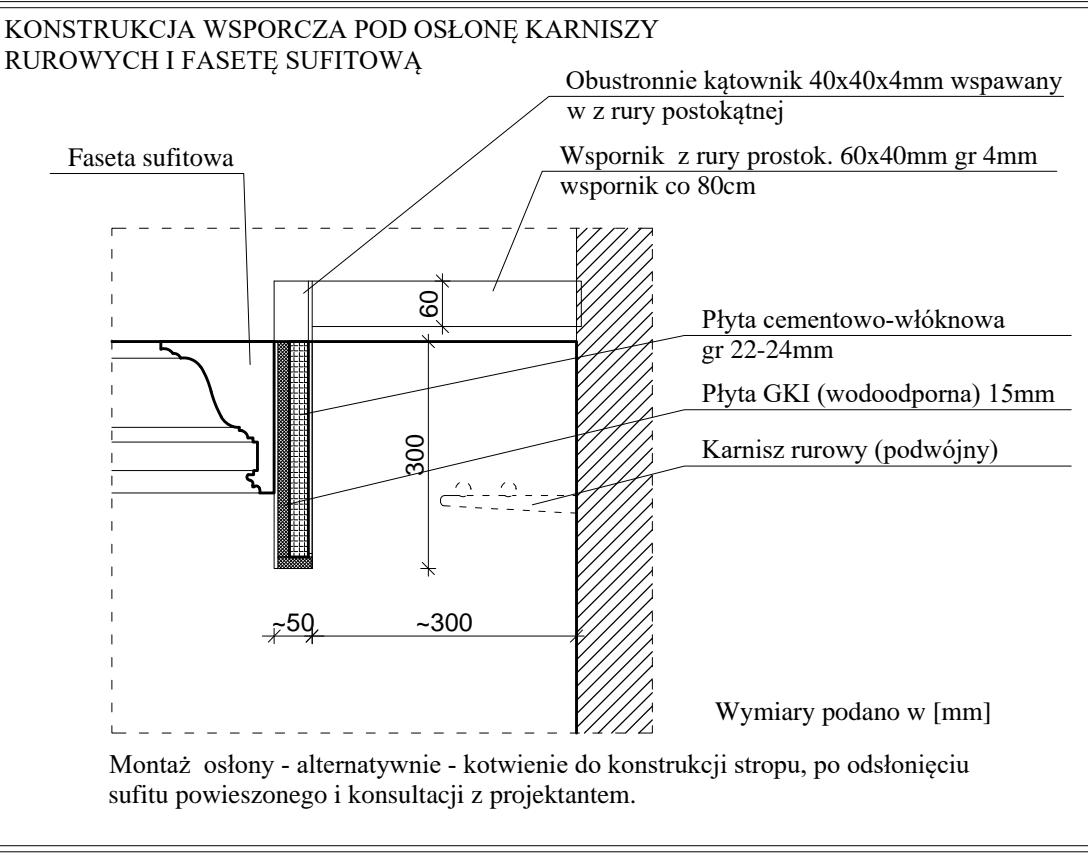 KONSTRUKCJA WSPORCZA POD OSŁONĘ KARNISZY
RUROWYCH I FASETĘ SUFITOWĄ
Obustronnie kątownik 40x40x4mm wspawany
w z rury postokątnej
Faseta sufitowa
Wspornik z rury prostok. 60x40mm gr 4mm
wspornik co 80cm
60
Płyta cementowo-włóknowa
gr 22-24mm
Płyta GKI (wodoodporna) 15mm
300
Karnisz rurowy (podwójny)
~50
~300
Wymiary podano w [mm]
Montaż osłony - alternatywnie - kotwienie do konstrukcji stropu, po odsłonięciu
sufitu powieszonego i konsultacji z projektantem.